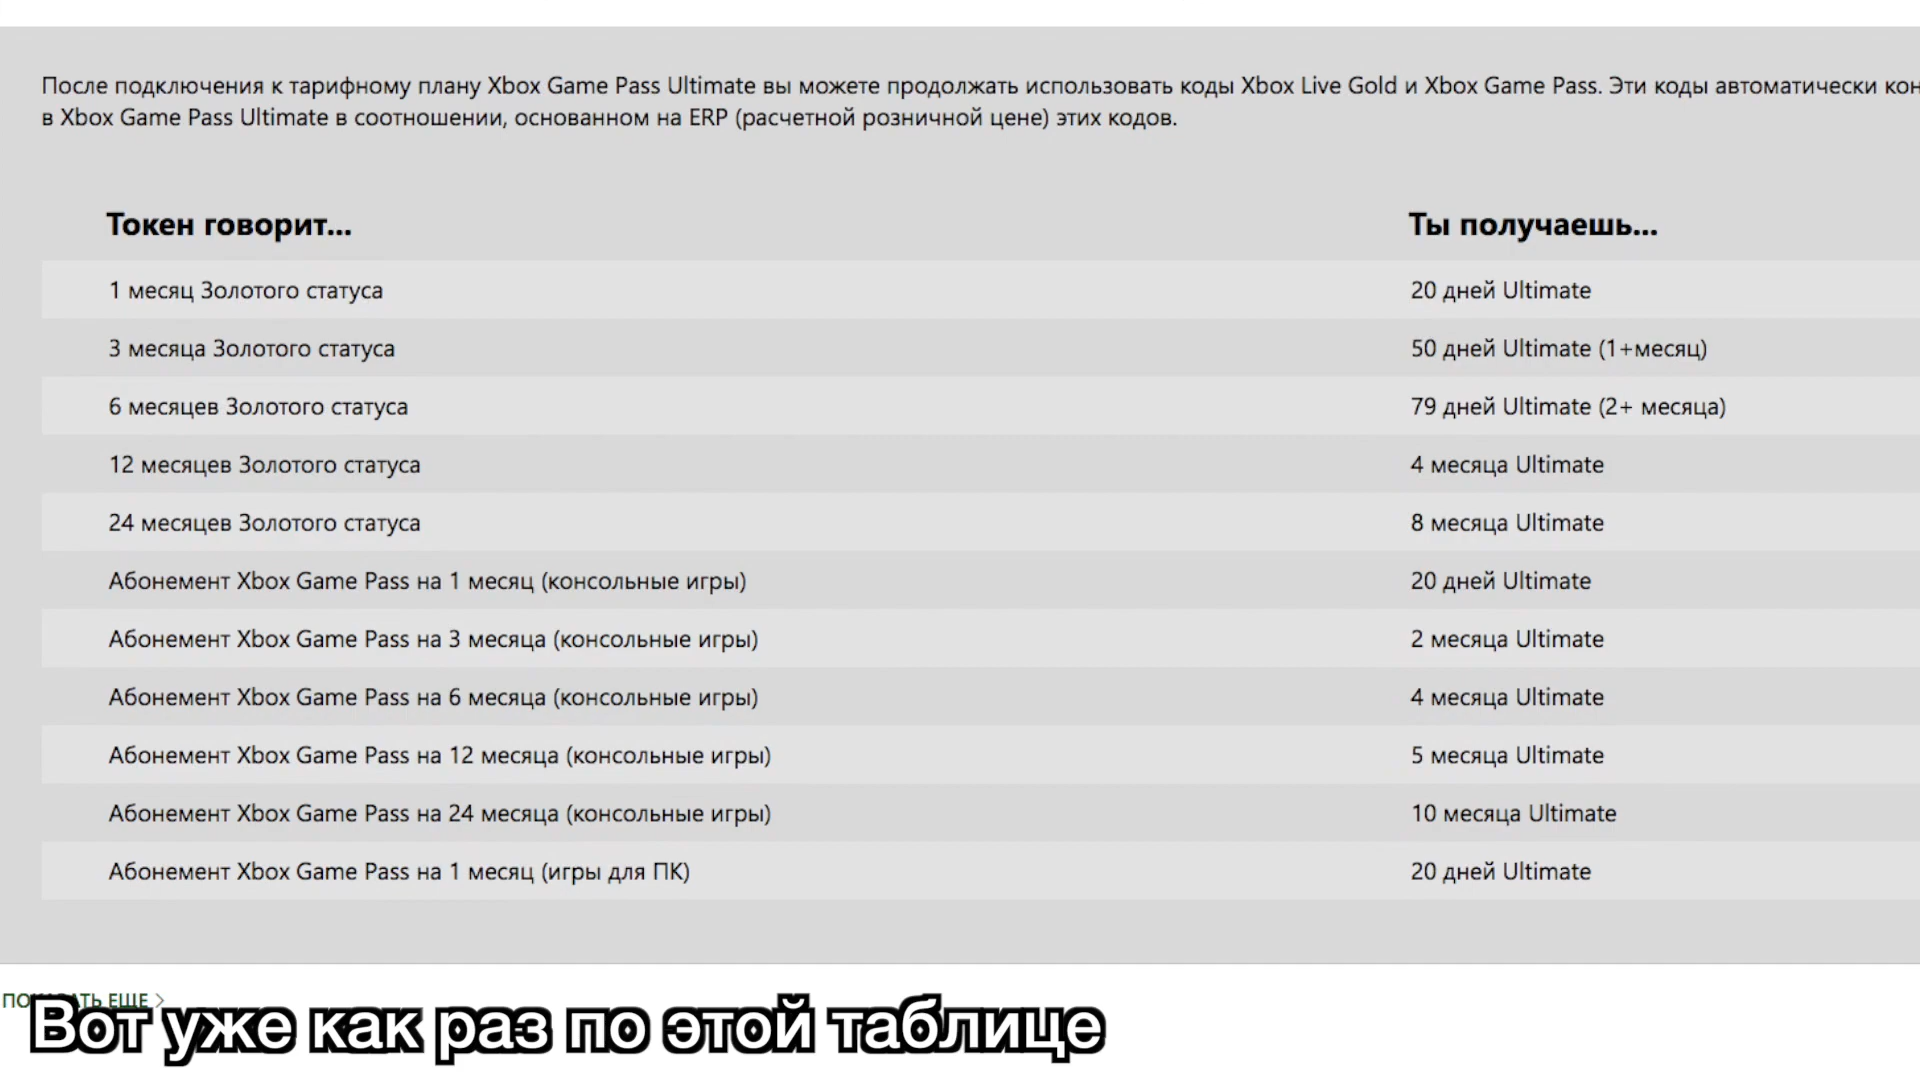 После подключения к тарифному плану Xbox Game Pass Ultimate вы можете продолжать использовать коды Xbox Live Gold и Xbox Game Pass. Эти коды автоматически кон
в Xbox Game Pass Ultimate в соотношении, основанном на ERP (расчетной розничной цене) этих кодов.
Токен говорит... Ты получаешь...
1 месяц Золотого статуса 20 дней Ultimate
3 месяца Золотого статуса 50 дней Ultimate (1+месяц)
6 месяцев Золотого статуса 79 дней Ultimate (2+ месяца)
12 месяцев Золотого статуса 4 месяца Ultimate
24 месяцев Золотого статуса 8 месяца Ultimate
Абонемент Xbox Game Pass на 1 месяц (консольные игры) 20 дней Ultimate
Абонемент Xbox Game Pass на 3 месяца (консольные игры) 2 месяца Ultimate
Абонемент Xbox Game Pass на 6 месяца (консольные игры) 4 месяца Ultimate
Абонемент Xbox Game Pass на 12 месяца (консольные игры) 5 месяца Ultimate
Абонемент Xbox Game Pass на 24 месяца (консольные игры) 10 месяца Ultimate
Абонемент Xbox Game Pass на 1 месяц (игры для ПК) 20 дней Ultimate
ПОКАЗАТЬ ЕЩЕ
Вот уже как раз по этой таблице